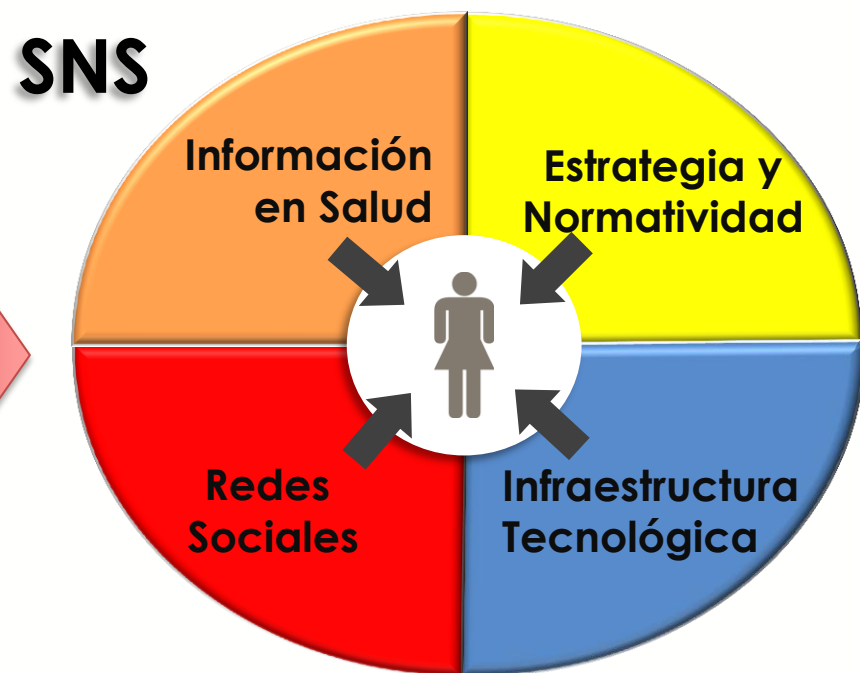 SNS
Información
en Salud
Estrategia y
Normatividad
Redes
Sociales
Infraestructura
Tecnológica